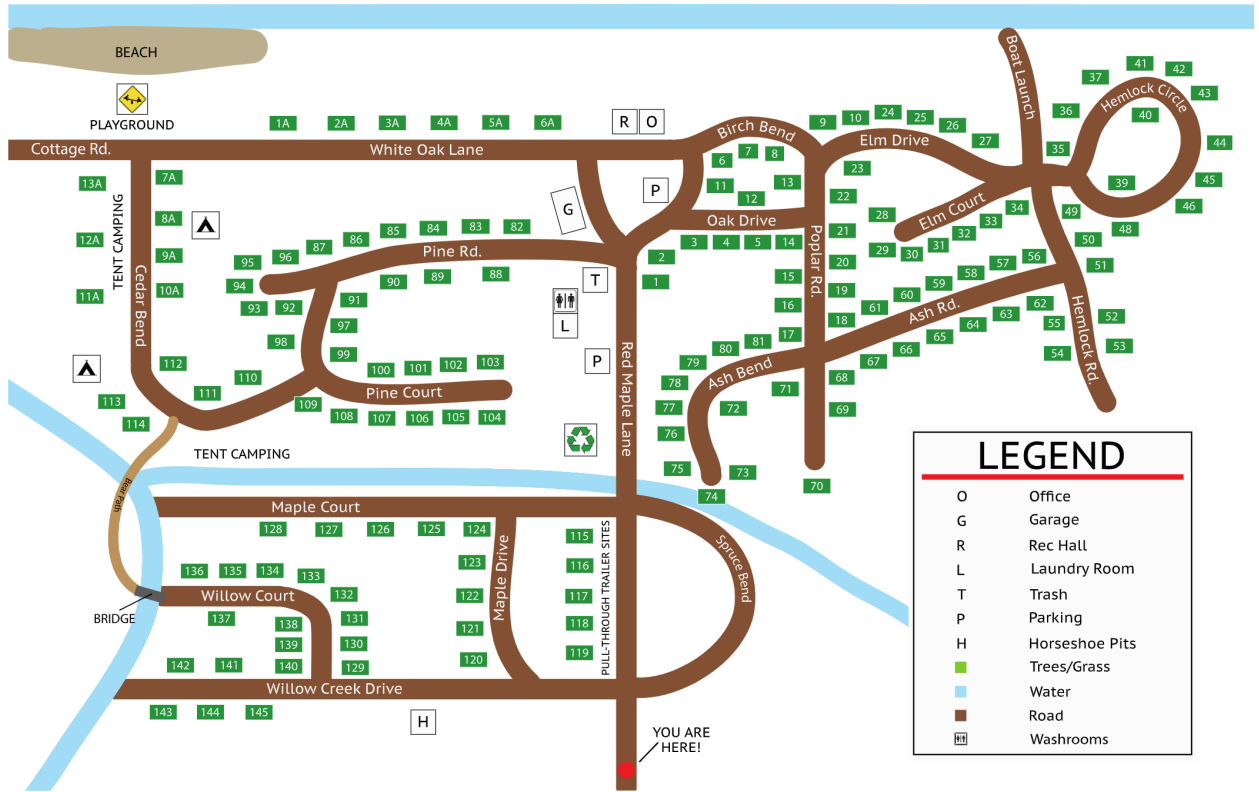 BEACH
PLAYGROUND
Cottage Rd.
White Oak Lane
1A
2A
3A
4A
5A
6A
R
O
P
G
Birch Bend
6
7
8
11
12
13
Oak Drive
3
4
5
14
2
1
9
10
24
25
26
27
Elm Drive
23
22
21
20
19
18
15
16
17
Poplar Rd.
Boat Launch
Hemlock Circle
35
36
37
41
42
43
44
45
46
40
39
48
49
50
51
Elm Court
28
29
30
31
32
33
34
Ash Rd.
61
60
59
58
57
56
67
66
65
64
63
62
Hemlock Rd.
55
54
52
53
Ash Bend
81
80
79
78
77
76
75
74
73
72
71
68
69
70
13A
12A
11A
TENT CAMPING
7A
8A
9A
10A
Cedar Bend
112
113
114
111
110
109
Pine Rd.
95
96
87
86
85
84
83
82
94
93
92
91
90
89
88
98
97
99
Pine Court
100
101
102
103
108
107
106
105
104
T
L
P
Red Maple Lane
TENT CAMPING
Bear Path
BRIDGE
Maple Court
128
127
126
125
124
123
122
121
120
Maple Drive
115
116
117
118
119
PULL-THROUGH TRAILER SITES
Spruce Bend
Willow Court
136
135
134
133
132
131
130
129
137
138
139
140
142
141
Willow Creek Drive
143
144
145
H
YOU ARE
HERE!
LEGEND
O Office
G Garage
R Rec Hall
L Laundry Room
T Trash
P Parking
H Horseshoe Pits
Trees/Grass
Water
Road
Washrooms